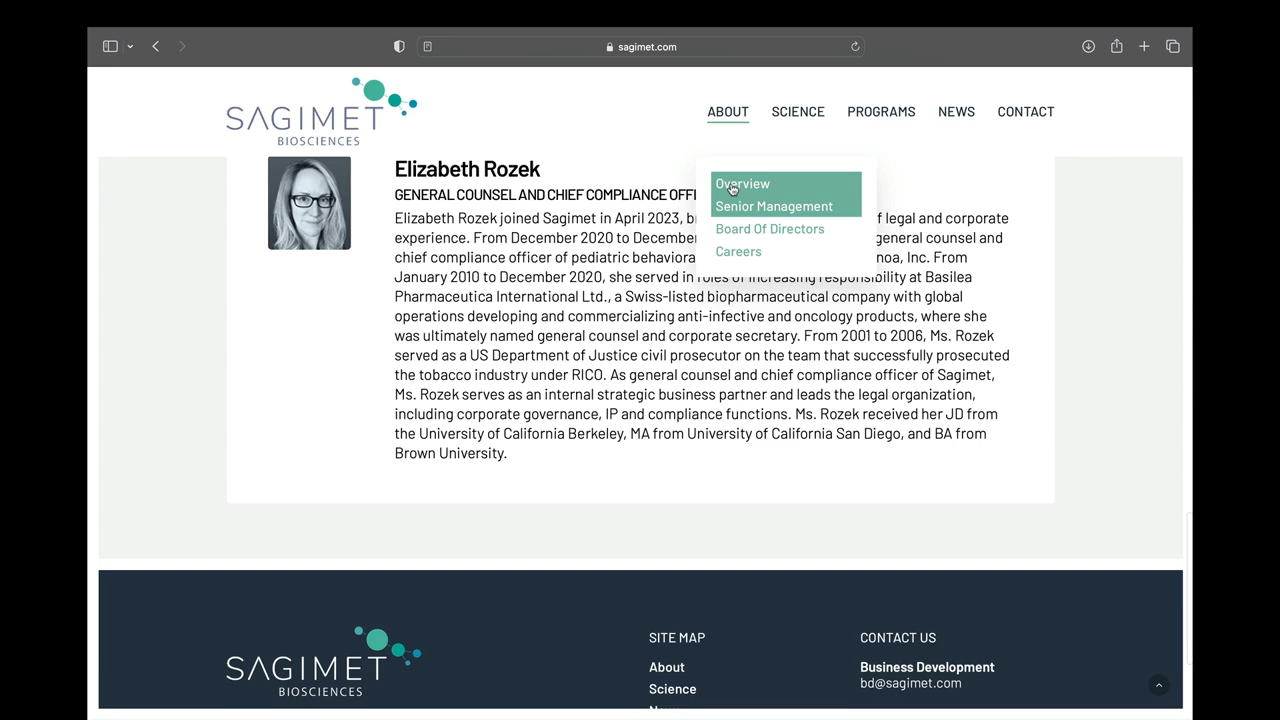 sagimet.com
SAGIMET
BIOSCIENCES
ABOUT SCIENCE PROGRAMS NEWS CONTACT
Overview
Senior Management
Board Of Directors
Careers
Elizabeth Rozek
GENERAL COUNSEL AND CHIEF COMPLIANCE OFFI
Elizabeth Rozek joined Sagimet in April 2023, of legal and corporate
experience. From December 2020 to December general counsel and
chief compliance officer of pediatric behaviora Inc. From
January 2010 to December 2020, she served in roles of increasing responsibility at Basilea
Pharmaceutica International Ltd., a Swiss-listed biopharmaceutical company with global
operations developing and commercializing anti-infective and oncology products, where she
was ultimately named general counsel and corporate secretary. From 2001 to 2006, Ms. Rozek
served as a US Department of Justice civil prosecutor on the team that successfully prosecuted
the tobacco industry under RICO. As general counsel and chief compliance officer of Sagimet,
Ms. Rozek serves as an internal strategic business partner and leads the legal organization,
including corporate governance, IP and compliance functions. Ms. Rozek received her JD from
the University of California Berkeley, MA from University of California San Diego, and BA from
Brown University.
SAGIMET
BIOSCIENCES
SITE MAP
About
Science
CONTACT US
Business Development
bd@sagimet.com